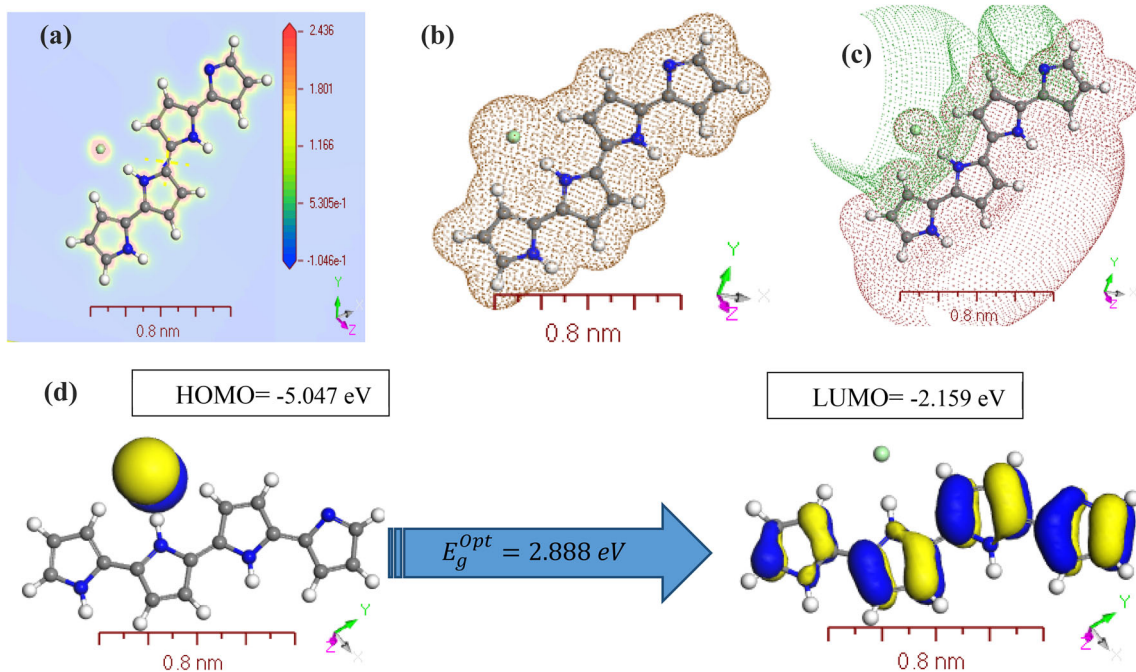 (a)
2.436
1.801
1.166
5.305e-1
-1.046e-1
Y
X
Z
0.8 nm
(b)
Y
X
Z
0.8 nm
(c)
Y
X
Z
0.8 nm
(d)
HOMO= -5.047 eV
LUMO= -2.159 eV
E_g^{Opt} = 2.888 eV
Y
X
Z
0.8 nm
Y
X
Z
0.8 nm